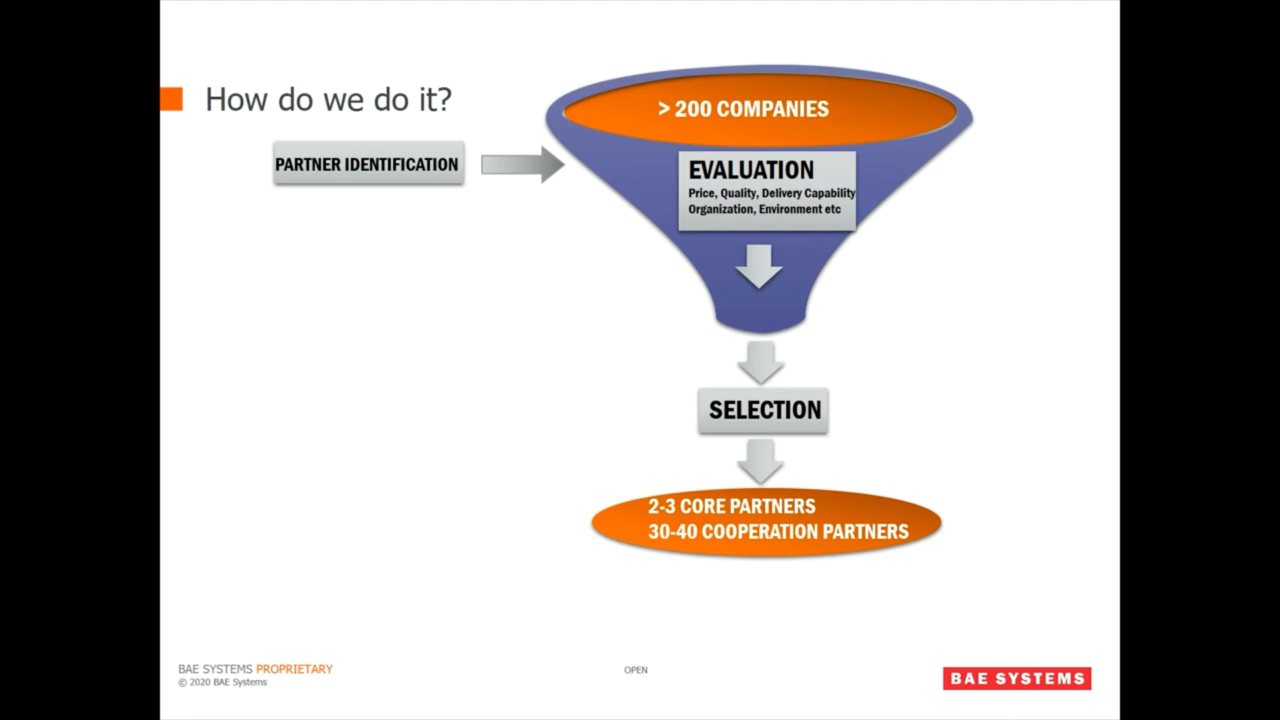 How do we do it?
> 200 COMPANIES
PARTNER IDENTIFICATION
EVALUATION
Price, Quality, Delivery Capability
Organization, Environment etc
SELECTION
2-3 CORE PARTNERS
30-40 COOPERATION PARTNERS
BAE SYSTEMS PROPRIETARY
© 2020 BAE Systems
OPEN
BAE SYSTEMS